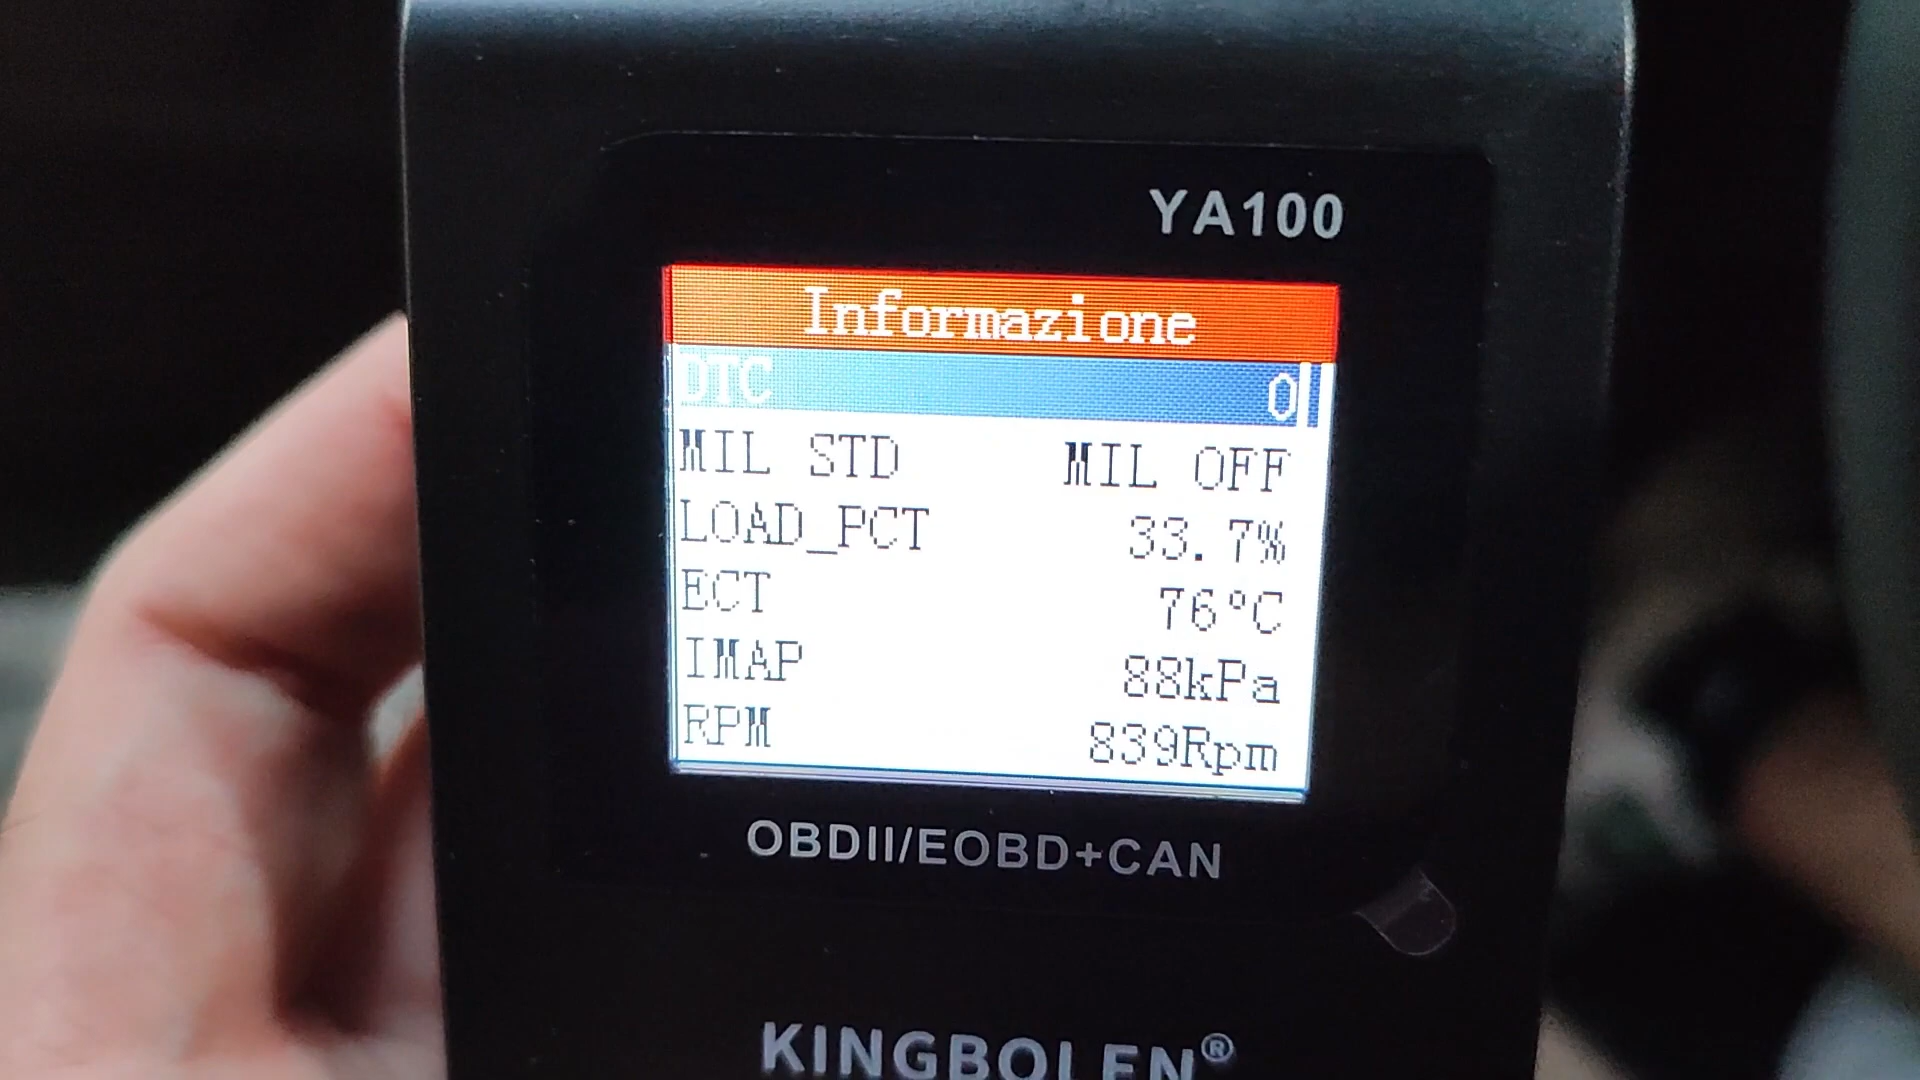 YA100
Informazione
DTC 0
MIL STD MIL OFF
LOAD_PCT 33.7%
ECT 76°C
IMAP 88kPa
RPM 839Rpm
OBDII/EOBD+CAN
KINGBOLEN®